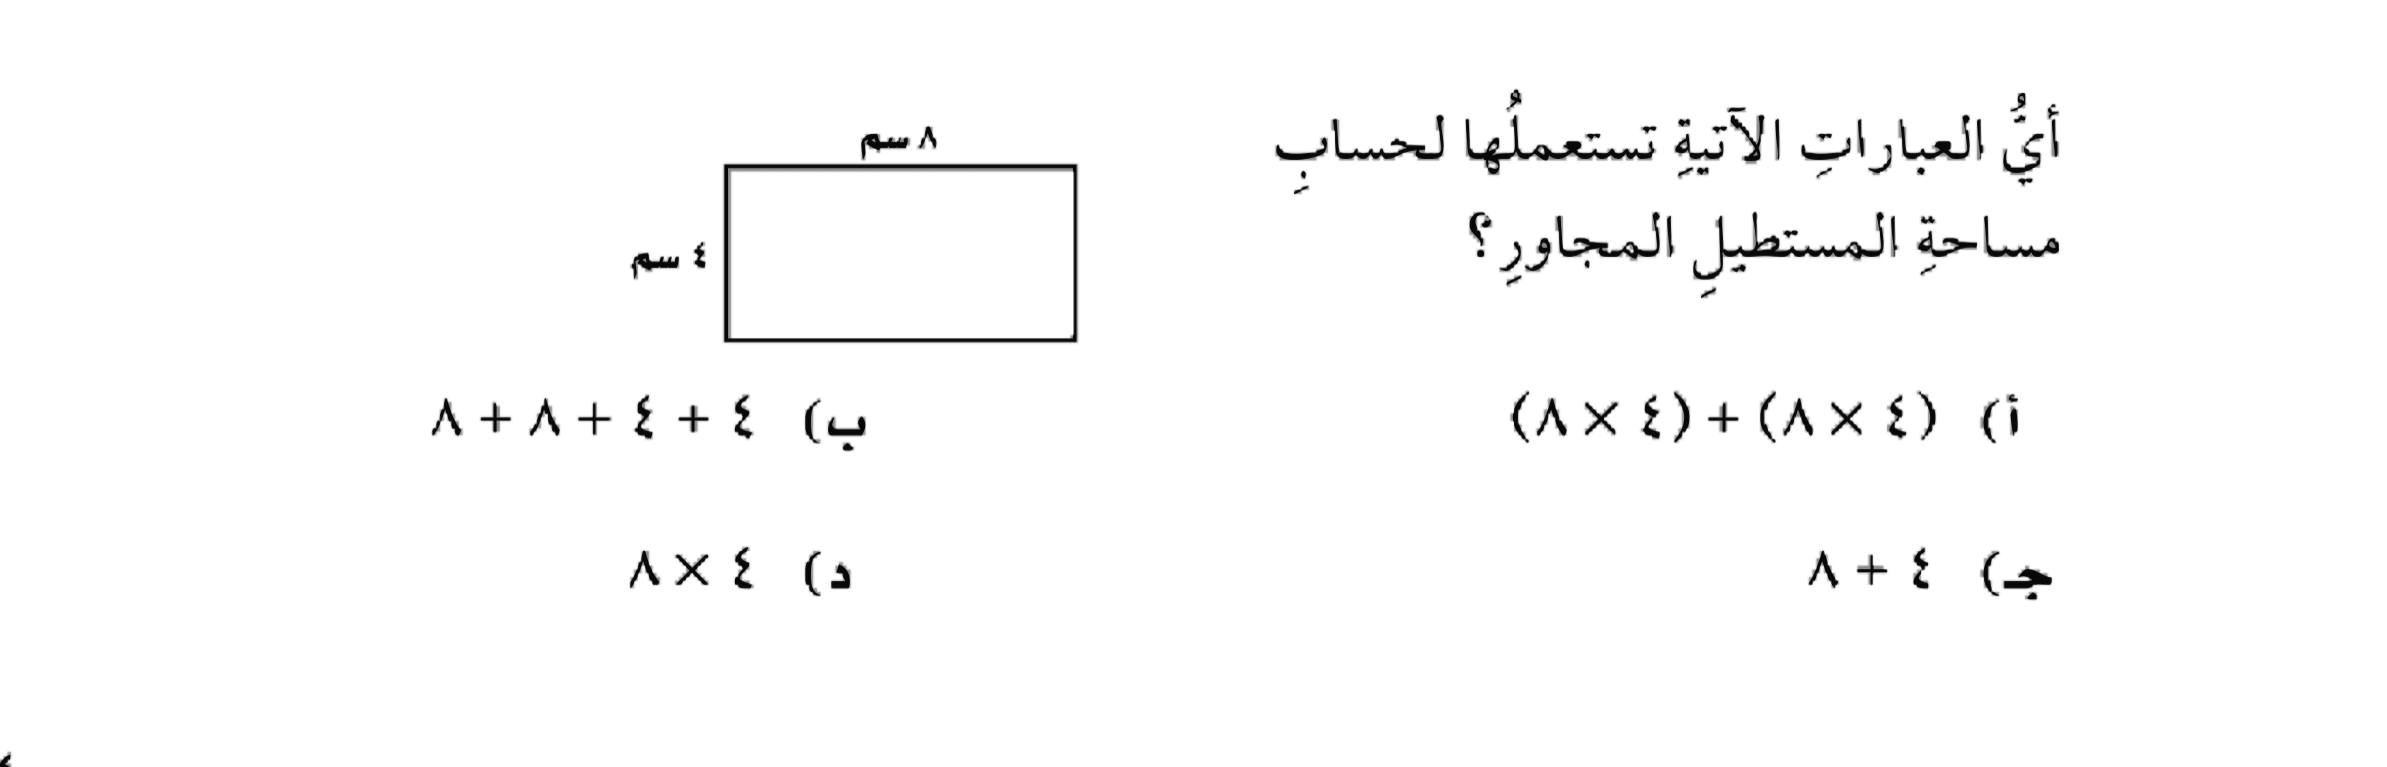 أيُّ العباراتِ الآتيةِ تستعملُها لحسابِ
مساحةِ المستطيلِ المجاورِ؟
٨ سم
٤ سم
أ) (٤ × ٨) + (٤ × ٨)
ب) ٤ + ٤ + ٨ + ٨
جـ) ٤ + ٨
د) ٤ × ٨